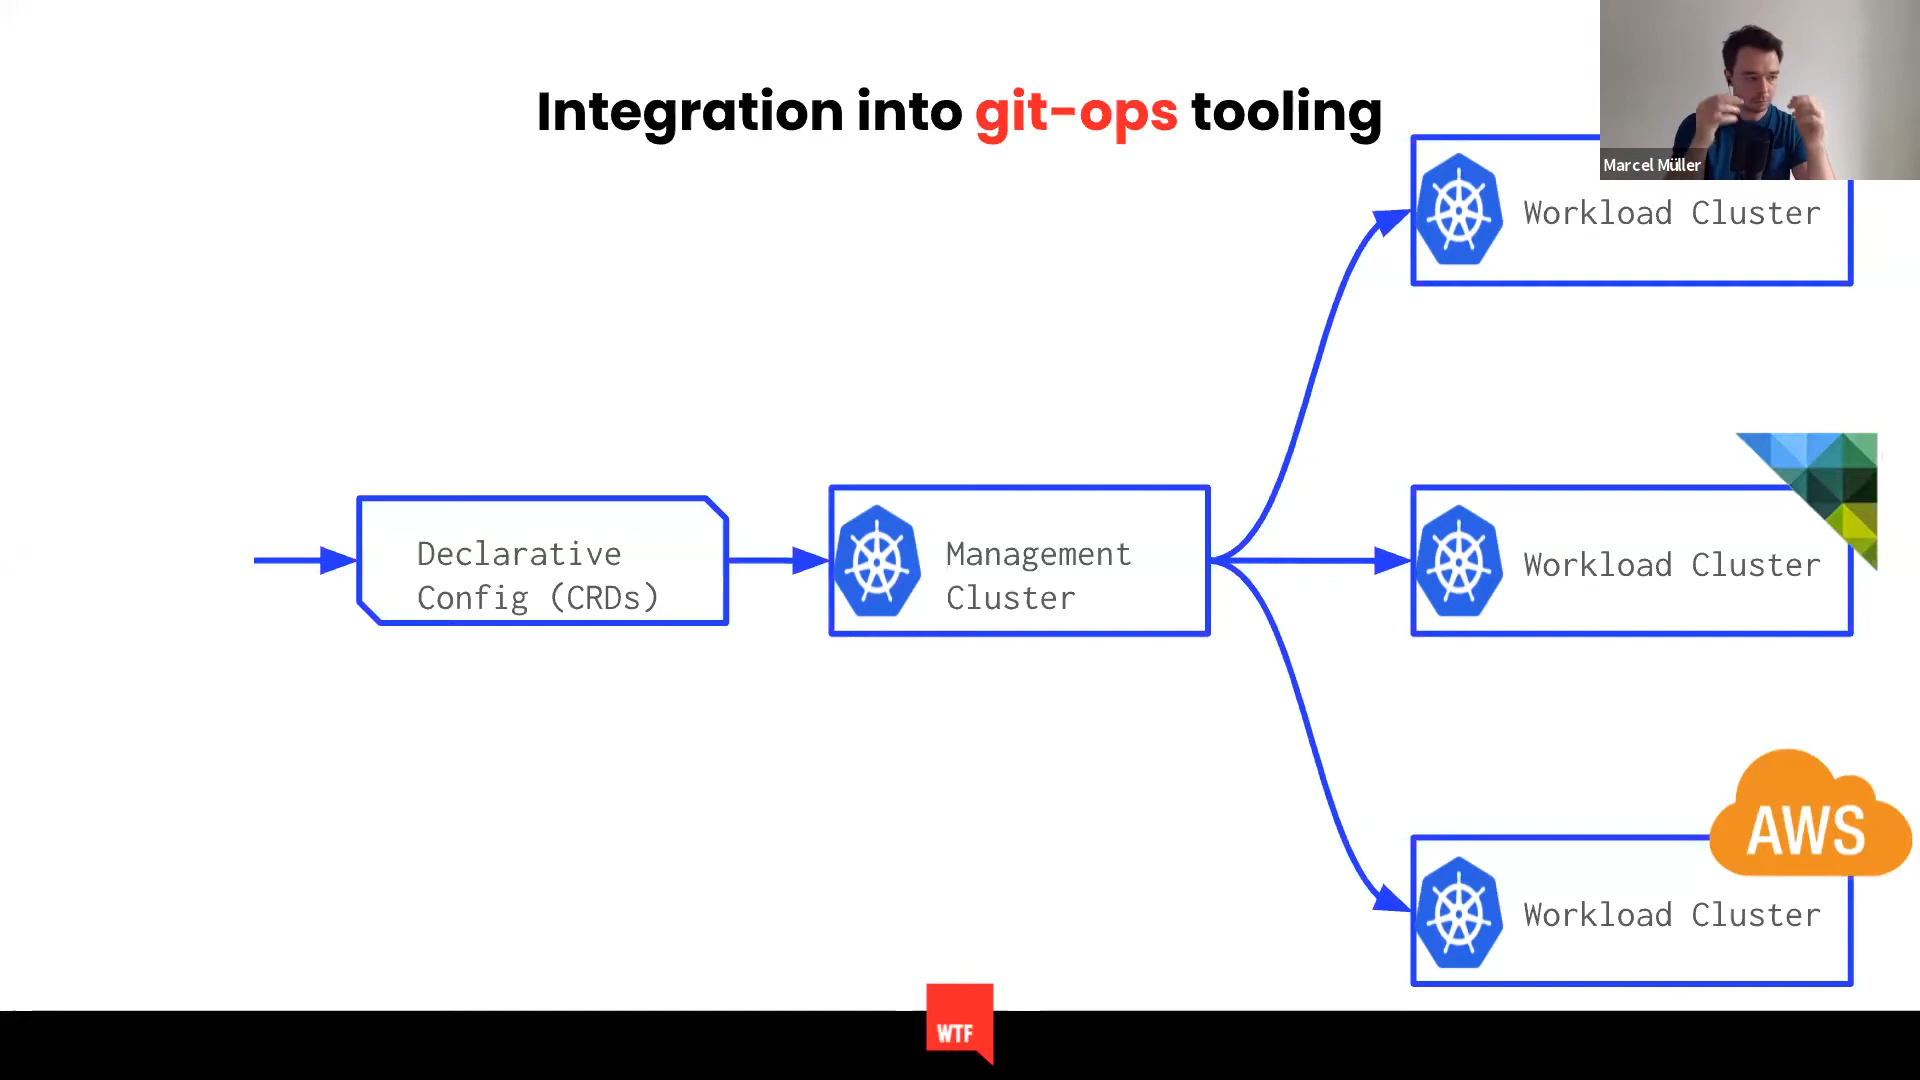 Integration into git-ops tooling
Marcel Müller
Workload Cluster
Declarative
Config (CRDs)
Management
Cluster
Workload Cluster
AWS
Workload Cluster
WTF